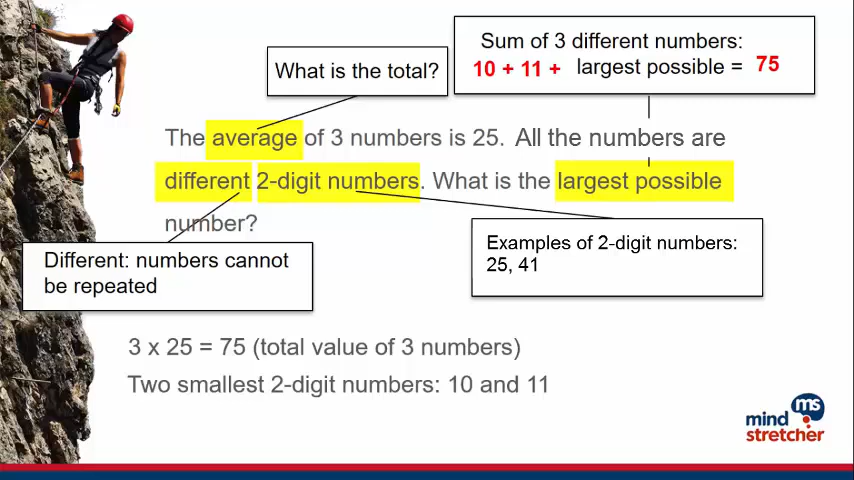 Sum of 3 different numbers:
10 + 11 + largest possible = 75
What is the total?
The average of 3 numbers is 25. All the numbers are
different 2-digit numbers. What is the largest possible
number?
Different: numbers cannot
be repeated
Examples of 2-digit numbers:
25, 41
3 x 25 = 75 (total value of 3 numbers)
Two smallest 2-digit numbers: 10 and 11
ms
mind
stretcher